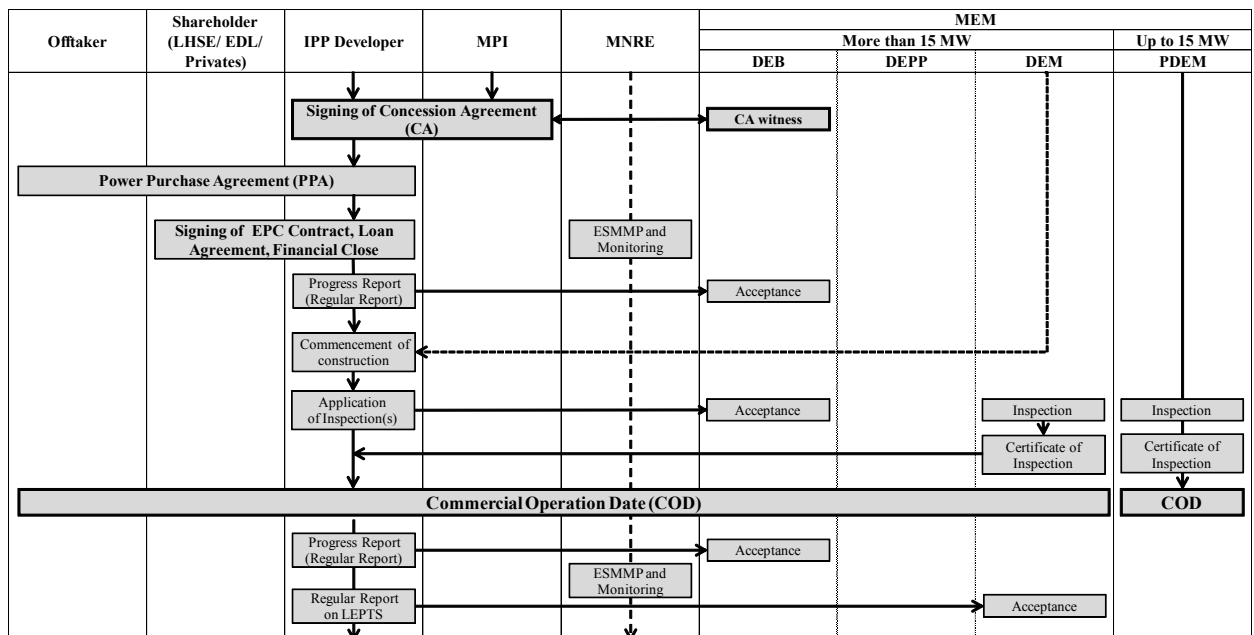 MEM
Offtaker
Shareholder
(LHSE/ EDL/
Privates)
IPP Developer
MPI
MNRE
More than 15 MW
Up to 15 MW
DEB
DEPP
DEM
PDEM
Signing of Concession Agreement
(CA)
CA witness
Power Purchase Agreement (PPA)
Signing of EPC Contract, Loan
Agreement, Financial Close
ESMMP and
Monitoring
Progress Report
(Regular Report)
Acceptance
Commencement of
construction
Application
of Inspection(s)
Acceptance
Inspection
Inspection
Certificate of
Inspection
Certificate of
Inspection
Commercial Operation Date (COD)
COD
Progress Report
(Regular Report)
Acceptance
ESMMP and
Monitoring
Regular Report
on LEPTS
Acceptance